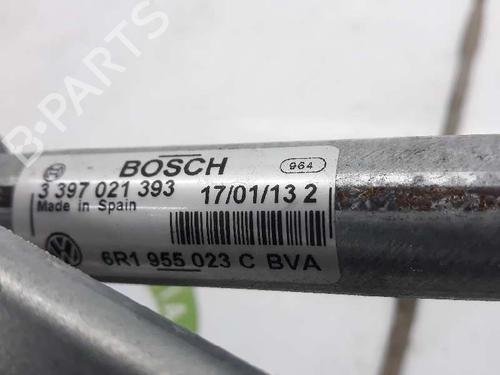 B-PARTS
BOSCH 964
3 397 021 393 17/01/13 2
Made in Spain
6R1 955 023 C BVA